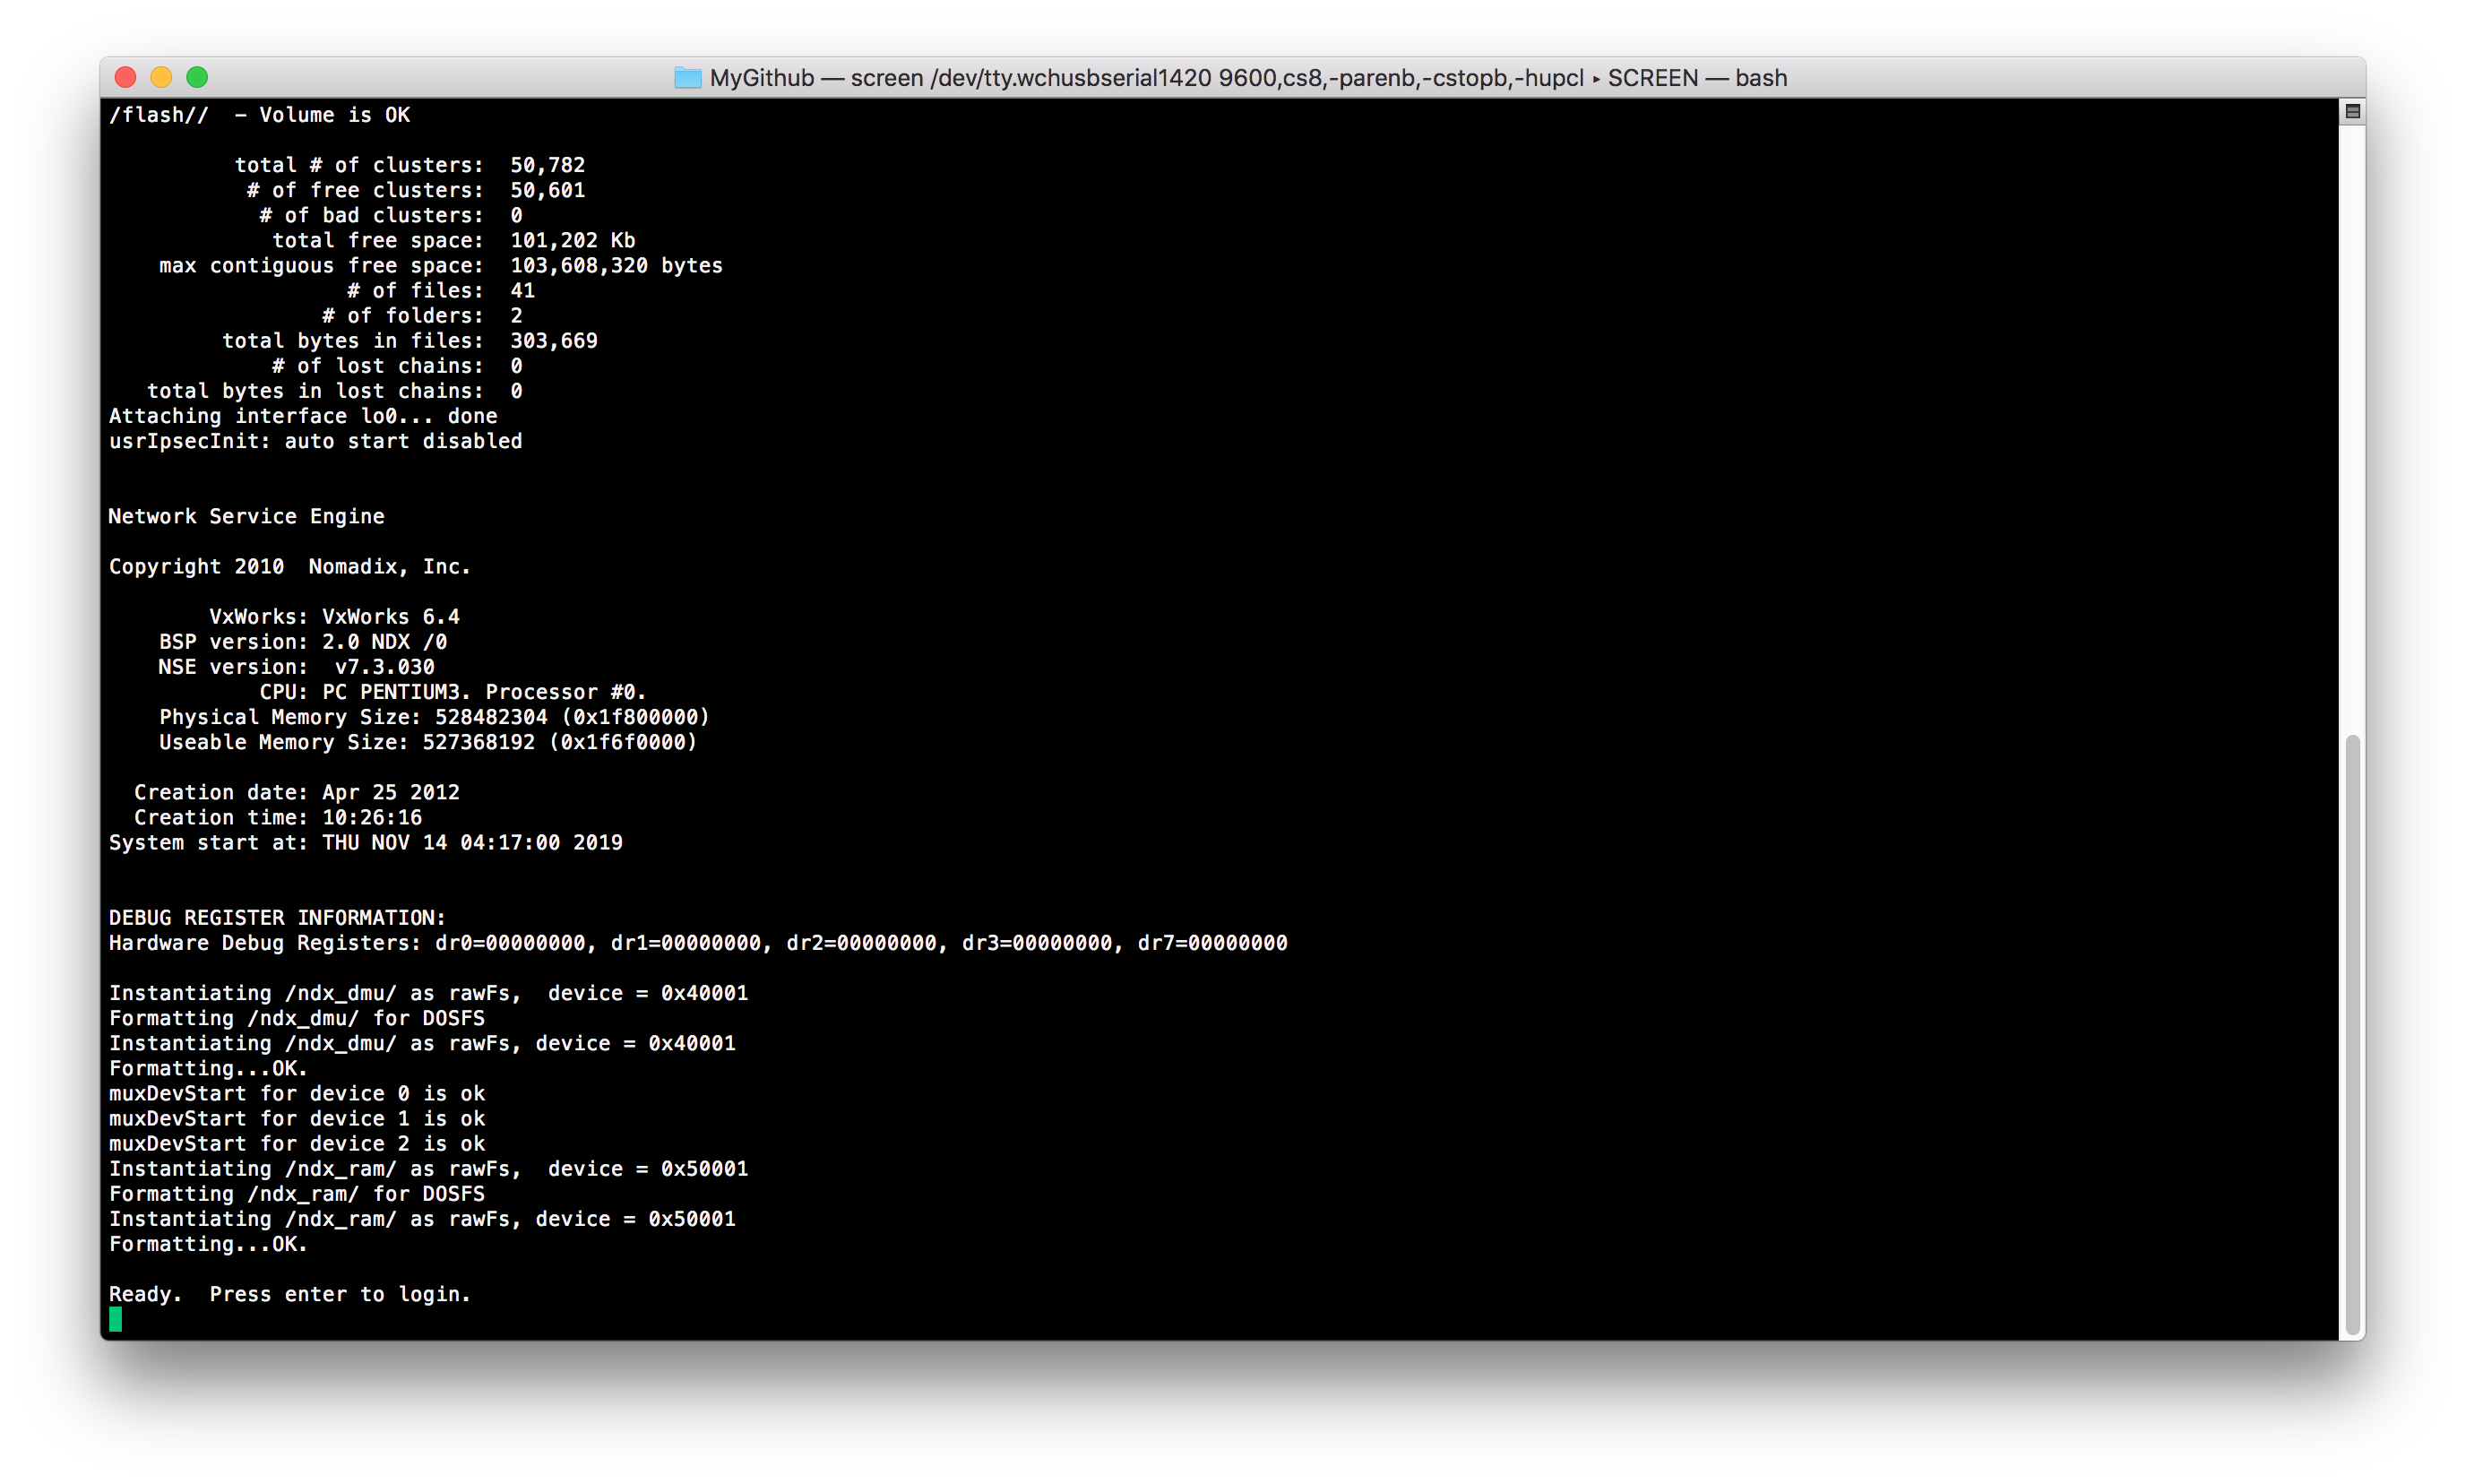 MyGithub — screen /dev/tty.wchusbserial1420 9600,cs8,-parenb,-cstopb,-hupcl ▸ SCREEN — bash
/flash//  - Volume is OK
total # of clusters:  50,782
# of free clusters:  50,601
# of bad clusters:  0
total free space:  101,202 Kb
max contiguous free space:  103,608,320 bytes
# of files:  41
# of folders:  2
total bytes in files:  303,669
# of lost chains:  0
total bytes in lost chains:  0
Attaching interface lo0... done
usrIpsecInit: auto start disabled
Network Service Engine
Copyright 2010  Nomadix, Inc.
VxWorks: VxWorks 6.4
BSP version: 2.0 NDX /0
NSE version:  v7.3.030
CPU: PC PENTIUM3. Processor #0.
Physical Memory Size: 528482304 (0x1f800000)
Useable Memory Size: 527368192 (0x1f6f0000)
Creation date: Apr 25 2012
Creation time: 10:26:16
System start at: THU NOV 14 04:17:00 2019
DEBUG REGISTER INFORMATION:
Hardware Debug Registers: dr0=00000000, dr1=00000000, dr2=00000000, dr3=00000000, dr7=00000000
Instantiating /ndx_dmu/ as rawFs,  device = 0x40001
Formatting /ndx_dmu/ for DOSFS
Instantiating /ndx_dmu/ as rawFs, device = 0x40001
Formatting...OK.
muxDevStart for device 0 is ok
muxDevStart for device 1 is ok
muxDevStart for device 2 is ok
Instantiating /ndx_ram/ as rawFs,  device = 0x50001
Formatting /ndx_ram/ for DOSFS
Instantiating /ndx_ram/ as rawFs, device = 0x50001
Formatting...OK.
Ready.  Press enter to login.